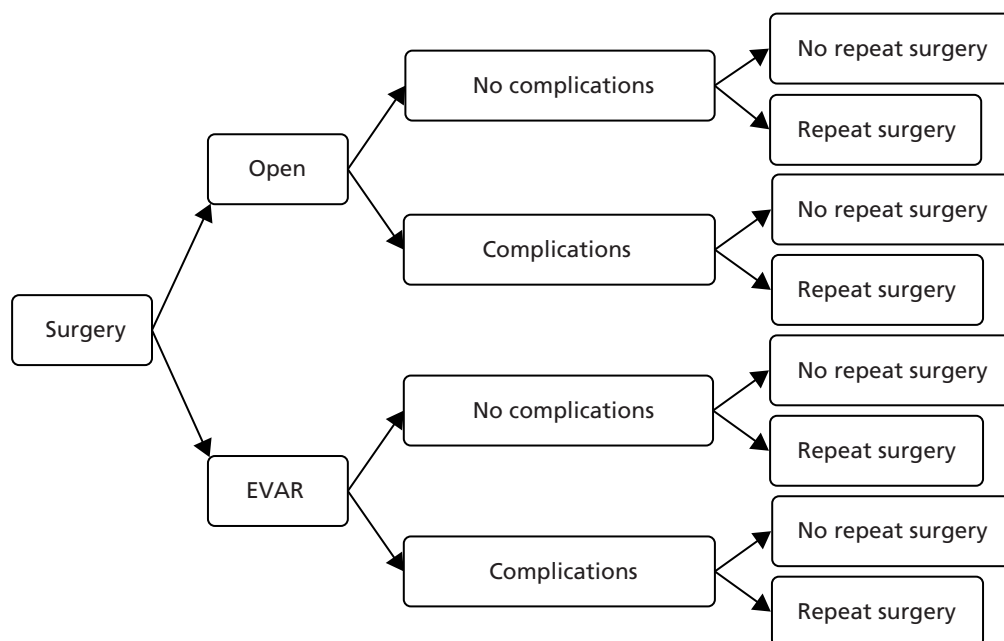 No repeat surgery
No complications
Repeat surgery
Open
No repeat surgery
Complications
Repeat surgery
Surgery
No repeat surgery
No complications
Repeat surgery
EVAR
No repeat surgery
Complications
Repeat surgery